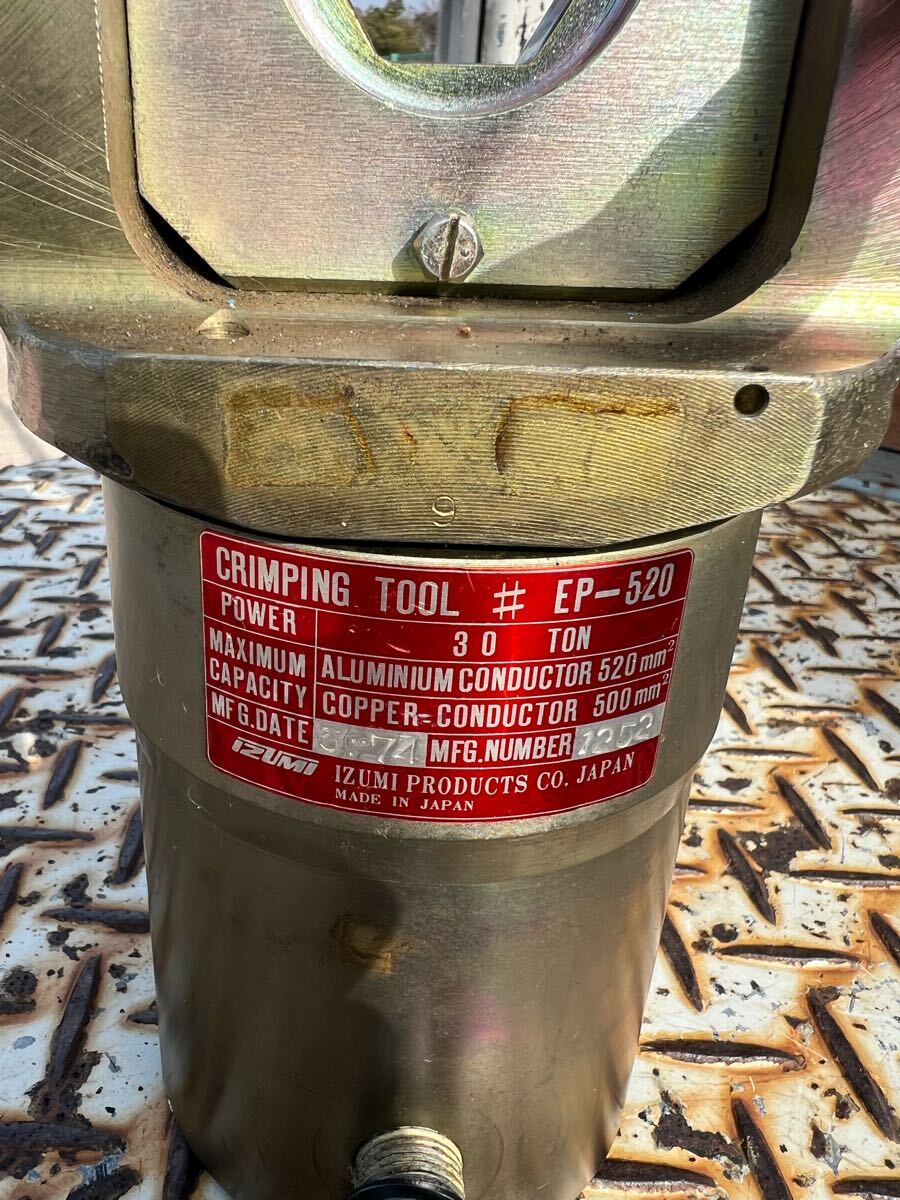 9
CRIMPING TOOL # EP-520
POWER 30 TON
MAXIMUM CAPACITY
ALUMINIUM CONDUCTOR 520 mm²
COPPER-CONDUCTOR 500 mm²
MFG.DATE MFG.NUMBER 1252
IZUMI IZUMI PRODUCTS CO. JAPAN
MADE IN JAPAN